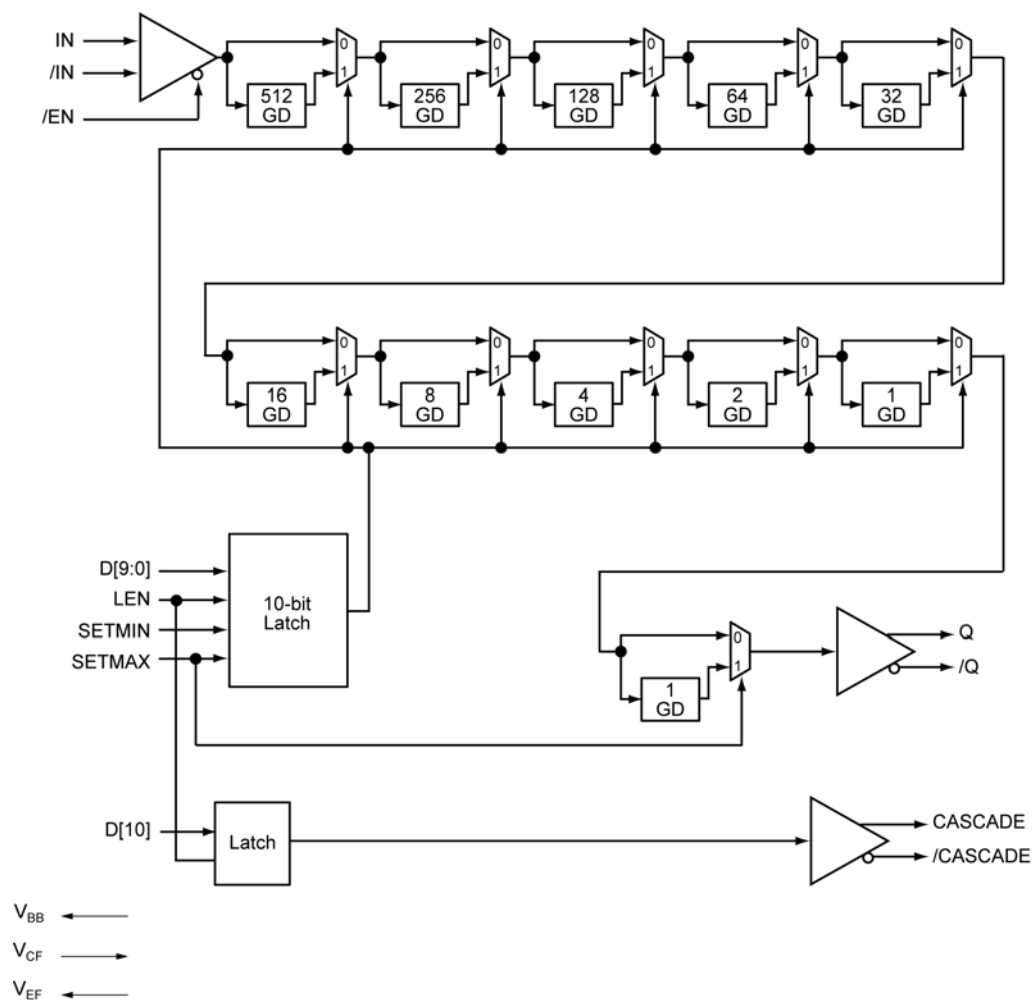 IN
/IN
/EN
0
1
0
1
0
1
0
1
0
1
512
GD
256
GD
128
GD
64
GD
32
GD
0
1
0
1
0
1
0
1
0
1
16
GD
8
GD
4
GD
2
GD
1
GD
D[9:0]
LEN
SETMIN
SETMAX
10-bit
Latch
0
1
1
GD
Q
/Q
D[10]
Latch
CASCADE
/CASCADE
VBB
VCF
VEF